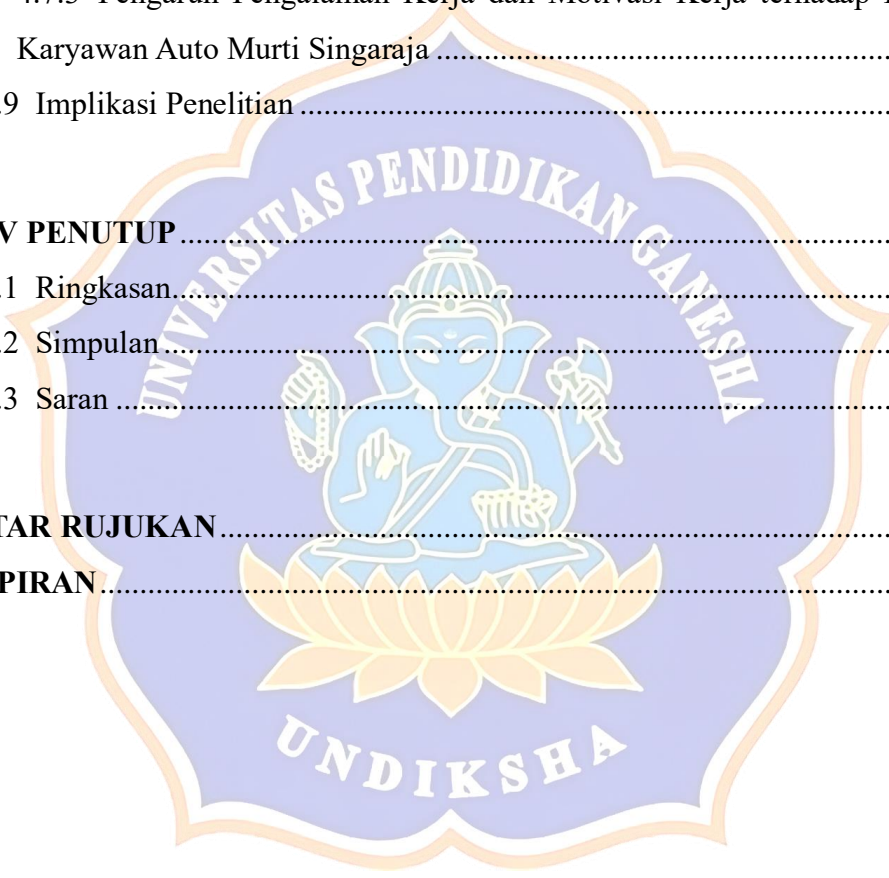 4.7.3 Pengaruh Pengalaman Kerja dan Motivasi Kerja terhadap
Karyawan Auto Murti Singaraja ........................................................
.9 Implikasi Penelitian ........................................................................
V PENUTUP ........................................................................................
.1 Ringkasan ........................................................................................
.2 Simpulan ........................................................................................
.3 Saran ........................................................................................
TAR RUJUKAN ........................................................................................
PIRAN ........................................................................................
UNIVERSITAS PENDIDIKAN GANESHA
UNDIKSHA